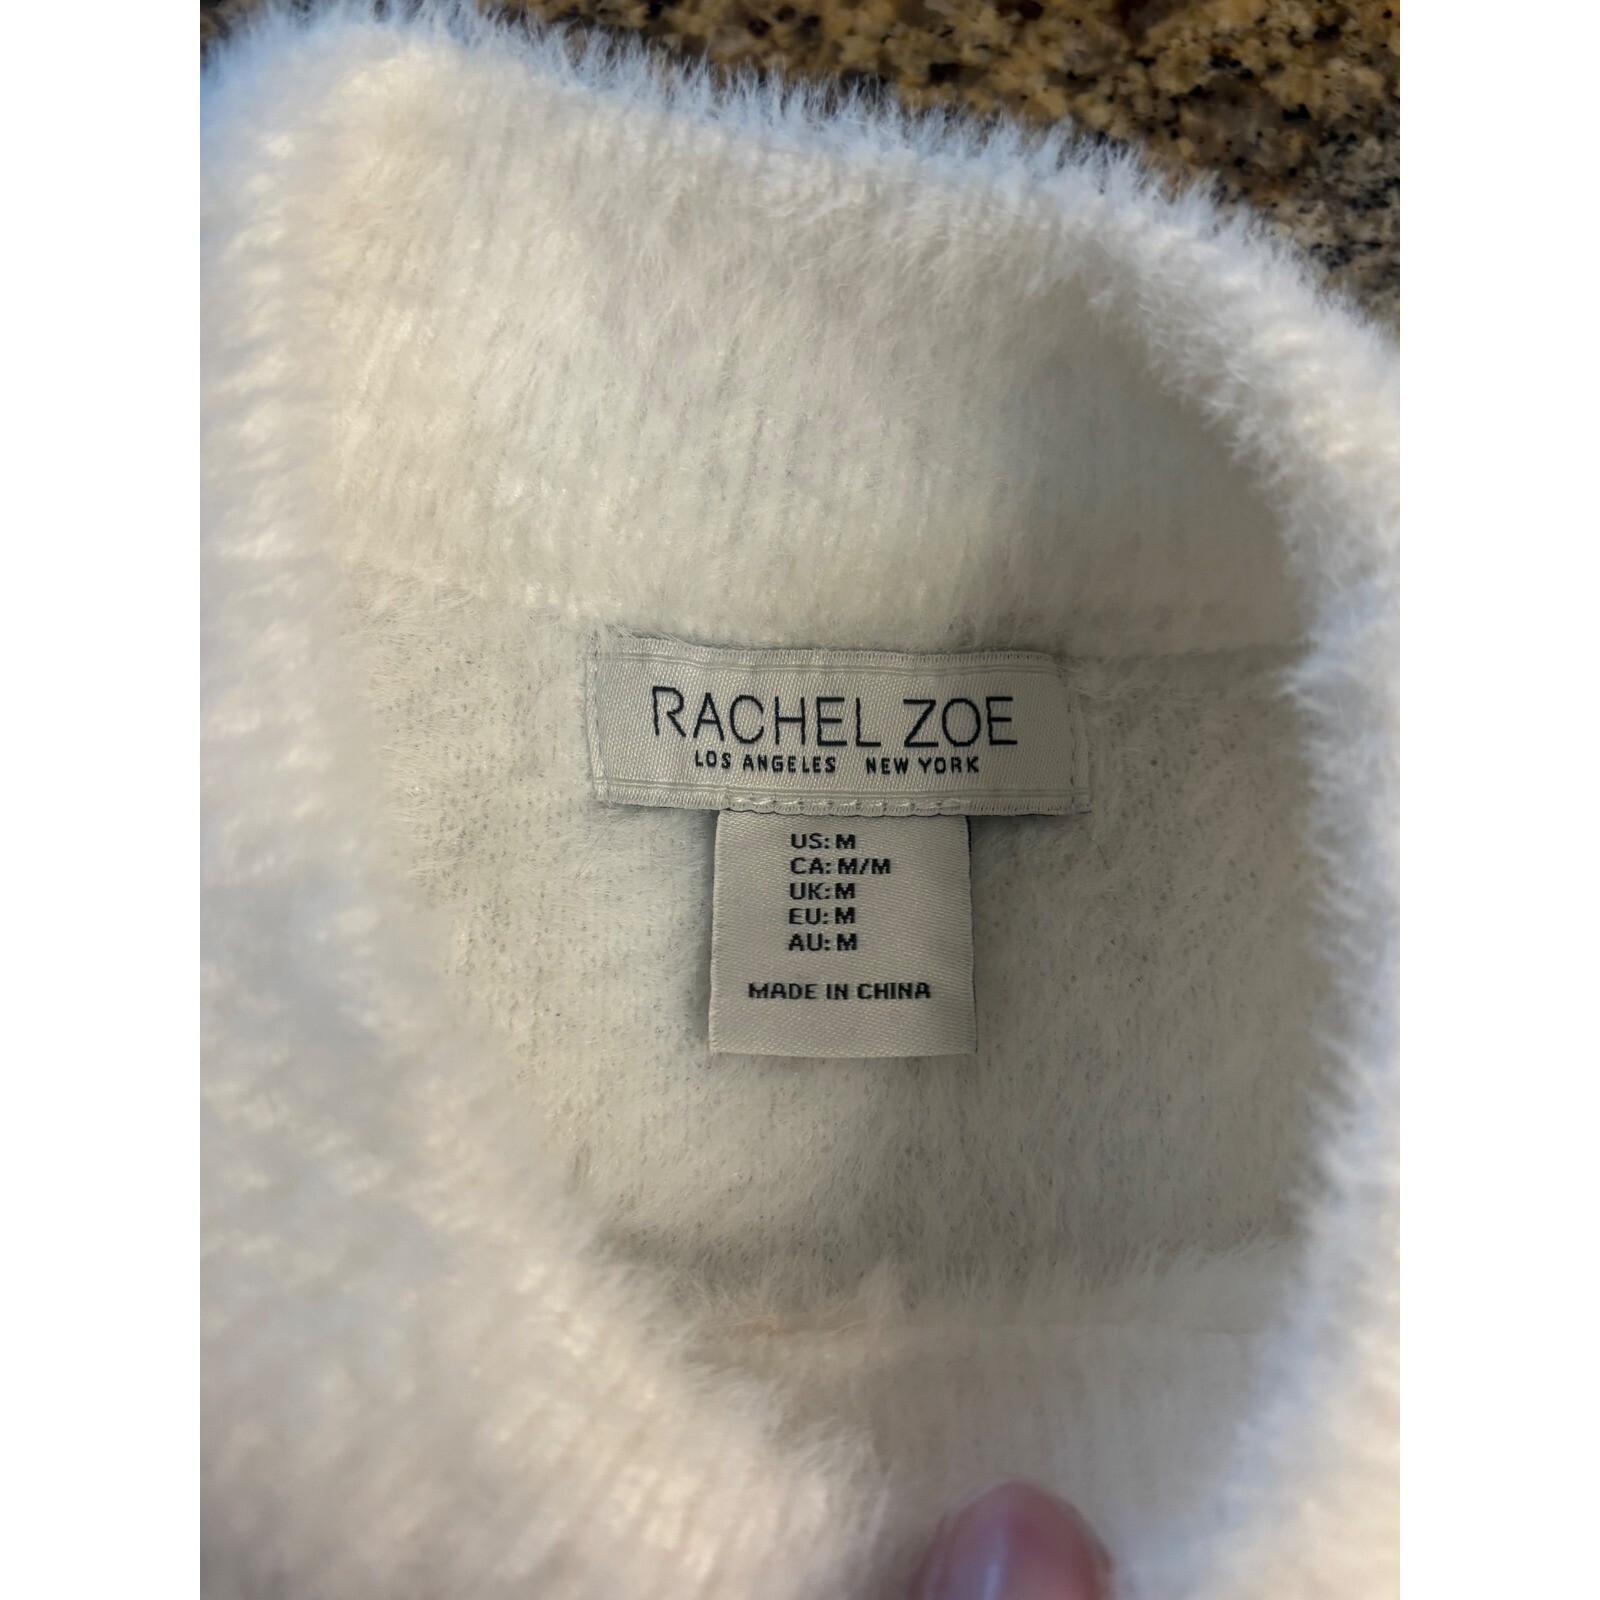 RACHEL ZOE
LOS ANGELES NEW YORK
US: M
CA: M/M
UK: M
EU: M
AU: M
MADE IN CHINA